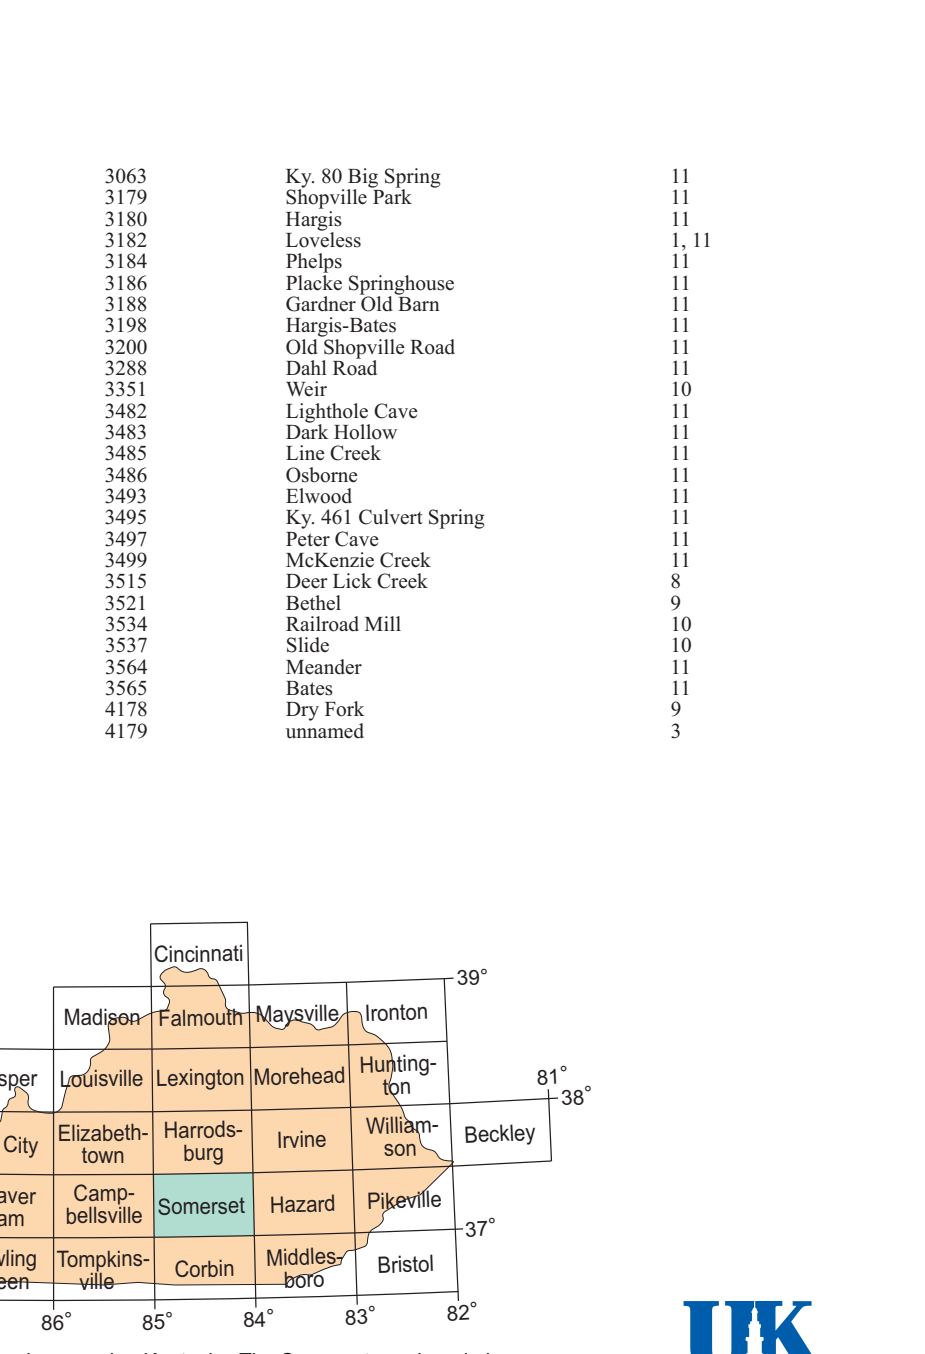 3063 Ky. 80 Big Spring 11
3179 Shopville Park 11
3180 Hargis 11
3182 Loveless 1, 11
3184 Phelps 11
3186 Placke Springhouse 11
3188 Gardner Old Barn 11
3198 Hargis-Bates 11
3200 Old Shopville Road 11
3288 Dahl Road 11
3351 Weir 10
3482 Lighthole Cave 11
3483 Dark Hollow 11
3485 Line Creek 11
3486 Osborne 11
3493 Elwood 11
3495 Ky. 461 Culvert Spring 11
3497 Peter Cave 11
3499 McKenzie Creek 11
3515 Deer Lick Creek 8
3521 Bethel 9
3534 Railroad Mill 10
3537 Slide 10
3564 Meander 11
3565 Bates 11
4178 Dry Fork 9
4179 unnamed 3
Cincinnati
39°
Madison Falmouth Maysville Ironton
sper Louisville Lexington Morehead Hunting-
ton
81°
38°
City Elizabeth-
town
Harrods-
burg
Irvine
William-
son
Beckley
aver
am
Camp-
bellsville
Somerset
Hazard
Pikeville
37°
ling
een
Tompkins-
ville
Corbin
Middles-
boro
Bristol
86° 85° 84° 83° 82°
UK